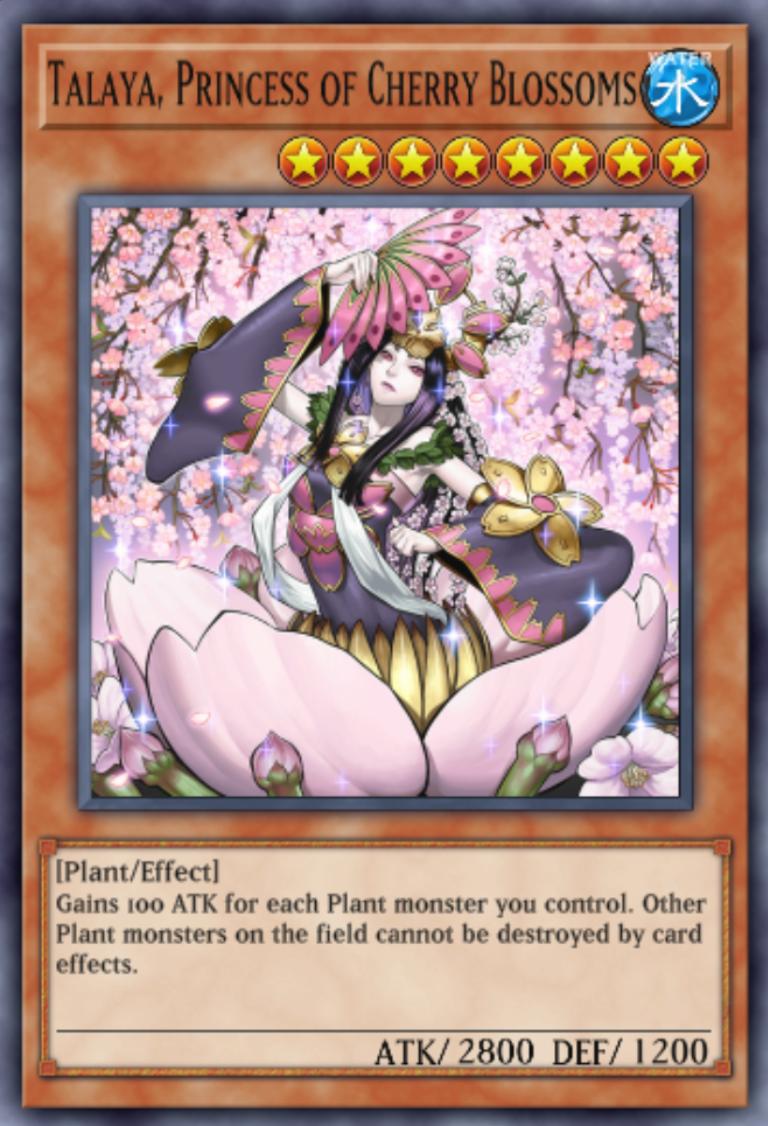 Talaya, Princess of Cherry Blossoms
WATER
水
[Plant/Effect]
Gains 100 ATK for each Plant monster you control. Other
Plant monsters on the field cannot be destroyed by card
effects.
ATK/ 2800 DEF/ 1200